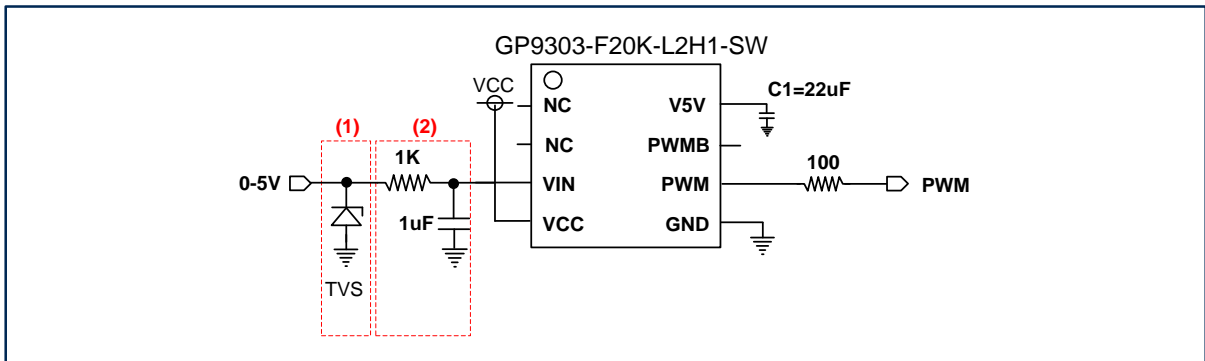 GP9303-F20K-L2H1-SW
VCC
C1=22uF
NC
V5V
(1)
(2)
NC
PWMB
1K
100
0-5V
VIN
PWM
PWM
1uF
VCC
GND
TVS